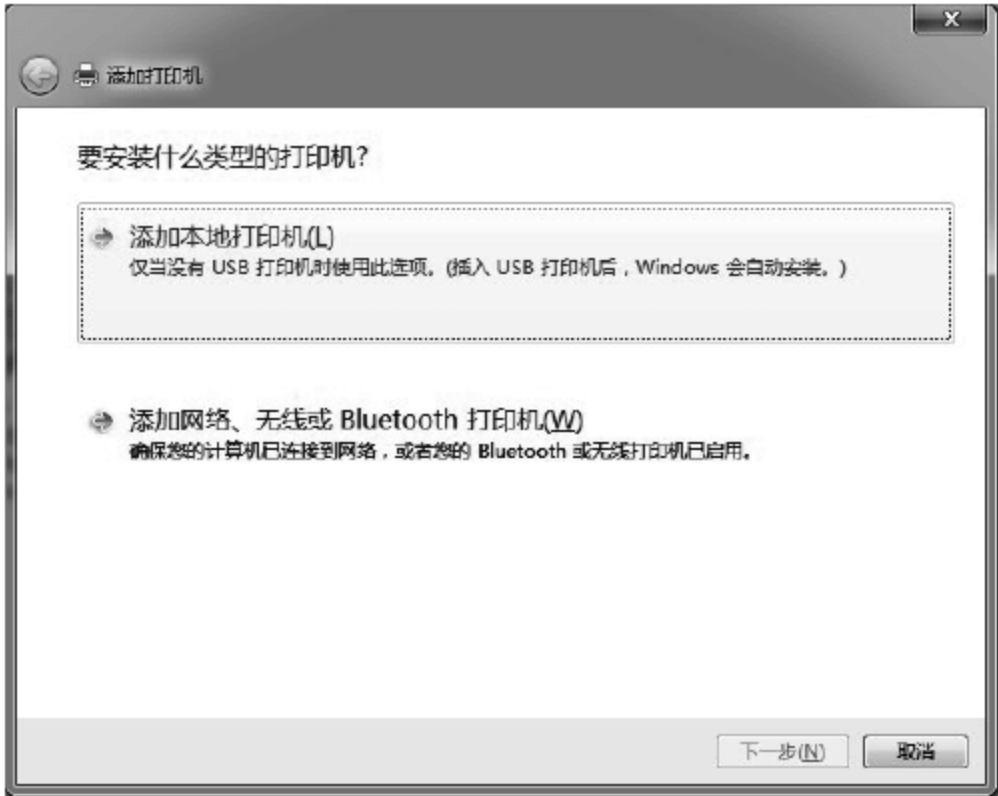 X
添加打印机
要安装什么类型的打印机?
添加本地打印机(L)
仅当没有 USB 打印机时使用此选项。(插入 USB 打印机后，Windows 会自动安装。)
添加网络、无线或 Bluetooth 打印机(W)
确保您的计算机已连接到网络，或者您的 Bluetooth 或无线打印机已启用。
下一步(N)
取消